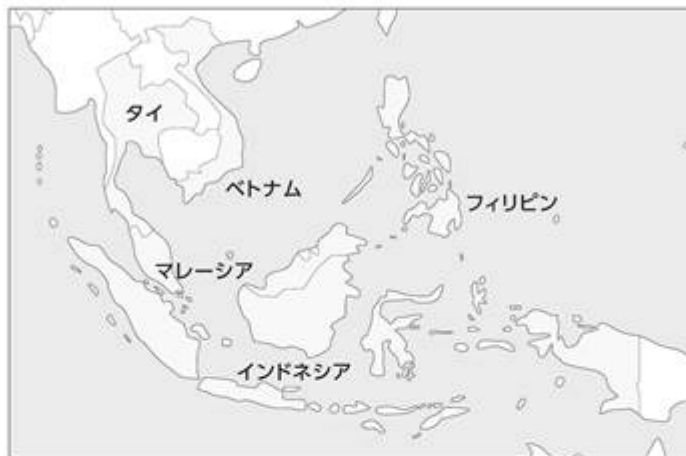 タイ
ベトナム
フィリピン
マレーシア
インドネシア